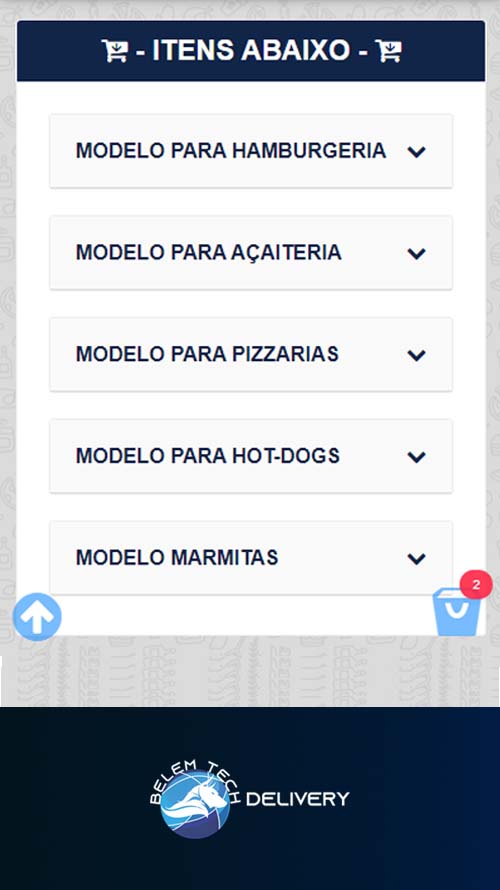 - ITENS ABAIXO -
MODELO PARA HAMBURGERIA
MODELO PARA AÇAITERIA
MODELO PARA PIZZARIAS
MODELO PARA HOT-DOGS
MODELO MARMITAS
2
BELEM TECH
DELIVERY